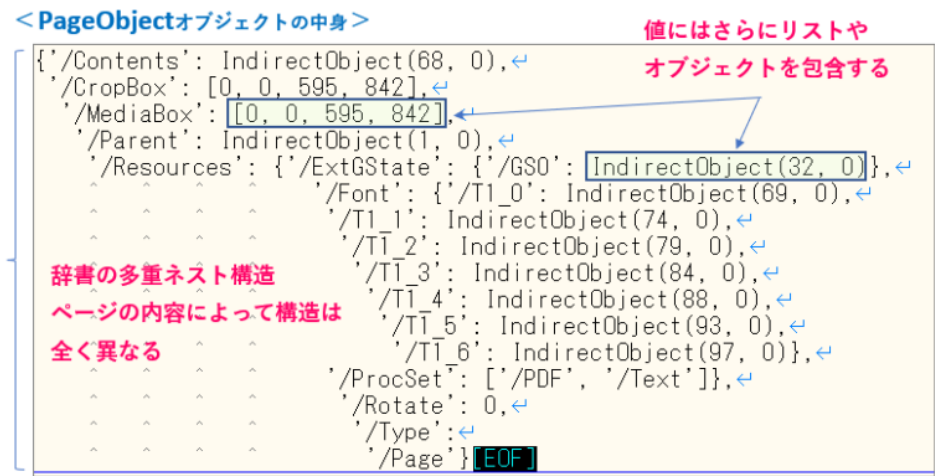 ＜PageObjectオブジェクトの中身＞
値にはさらにリストや
オブジェクトを包含する
{'/Contents': IndirectObject(68, 0),↵
'/CropBox': [0, 0, 595, 842],↵
'/MediaBox': [0, 0, 595, 842],↵
'/Parent': IndirectObject(1, 0),↵
'/Resources': {'/ExtGState': {'/GS0': IndirectObject(32, 0)},↵
'/Font': {'/T1_0': IndirectObject(69, 0),↵
'/T1_1': IndirectObject(74, 0),↵
'/T1_2': IndirectObject(79, 0),↵
'/T1_3': IndirectObject(84, 0),↵
'/T1_4': IndirectObject(88, 0),↵
'/T1_5': IndirectObject(93, 0),↵
'/T1_6': IndirectObject(97, 0)},↵
'/ProcSet': ['/PDF', '/Text']},↵
'/Rotate': 0,↵
'/Type':↵
'/Page'}[EOF]
辞書の多重ネスト構造
ページの内容によって構造は
全く異なる